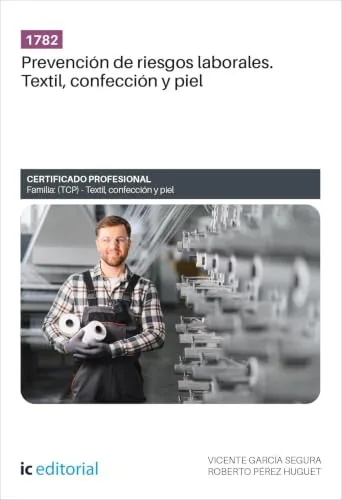 1782
Prevención de riesgos laborales.
Textil, confección y piel
CERTIFICADO PROFESIONAL
Familia: (TCP) - Textil, confección y piel
VICENTE GARCÍA SEGURA
ROBERTO PÉREZ HUGUET
ic editorial